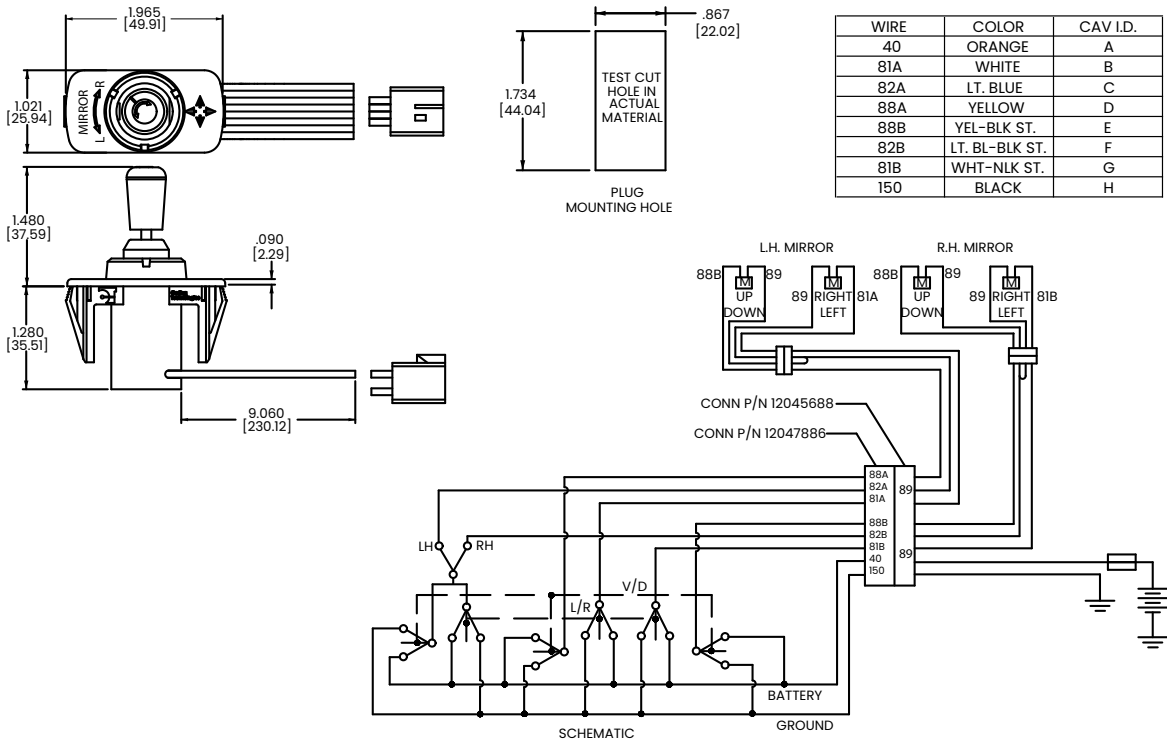 1.965
[49.91]
1.021
[25.94]
MIRROR
L
R
1.480
[37.59]
.090
[2.29]
1.280
[35.51]
9.060
[230.12]
.867
[22.02]
1.734
[44.04]
TEST CUT
HOLE IN
ACTUAL
MATERIAL
PLUG
MOUNTING HOLE
WIRE COLOR CAV I.D.
40 ORANGE A
81A WHITE B
82A LT. BLUE C
88A YELLOW D
88B YEL-BLK ST. E
82B LT. BL-BLK ST. F
81B WHT-NLK ST. G
150 BLACK H
L.H. MIRROR R.H. MIRROR
88B M 89 M 88B M 89 M
UP 89 RIGHT 81A UP 89 RIGHT 81B
DOWN LEFT DOWN LEFT
CONN P/N 12045688
CONN P/N 12047886
88A
82A
81A
89
88B
82B
81B
40
150
89
LH RH
V/D
L/R
BATTERY
GROUND
SCHEMATIC